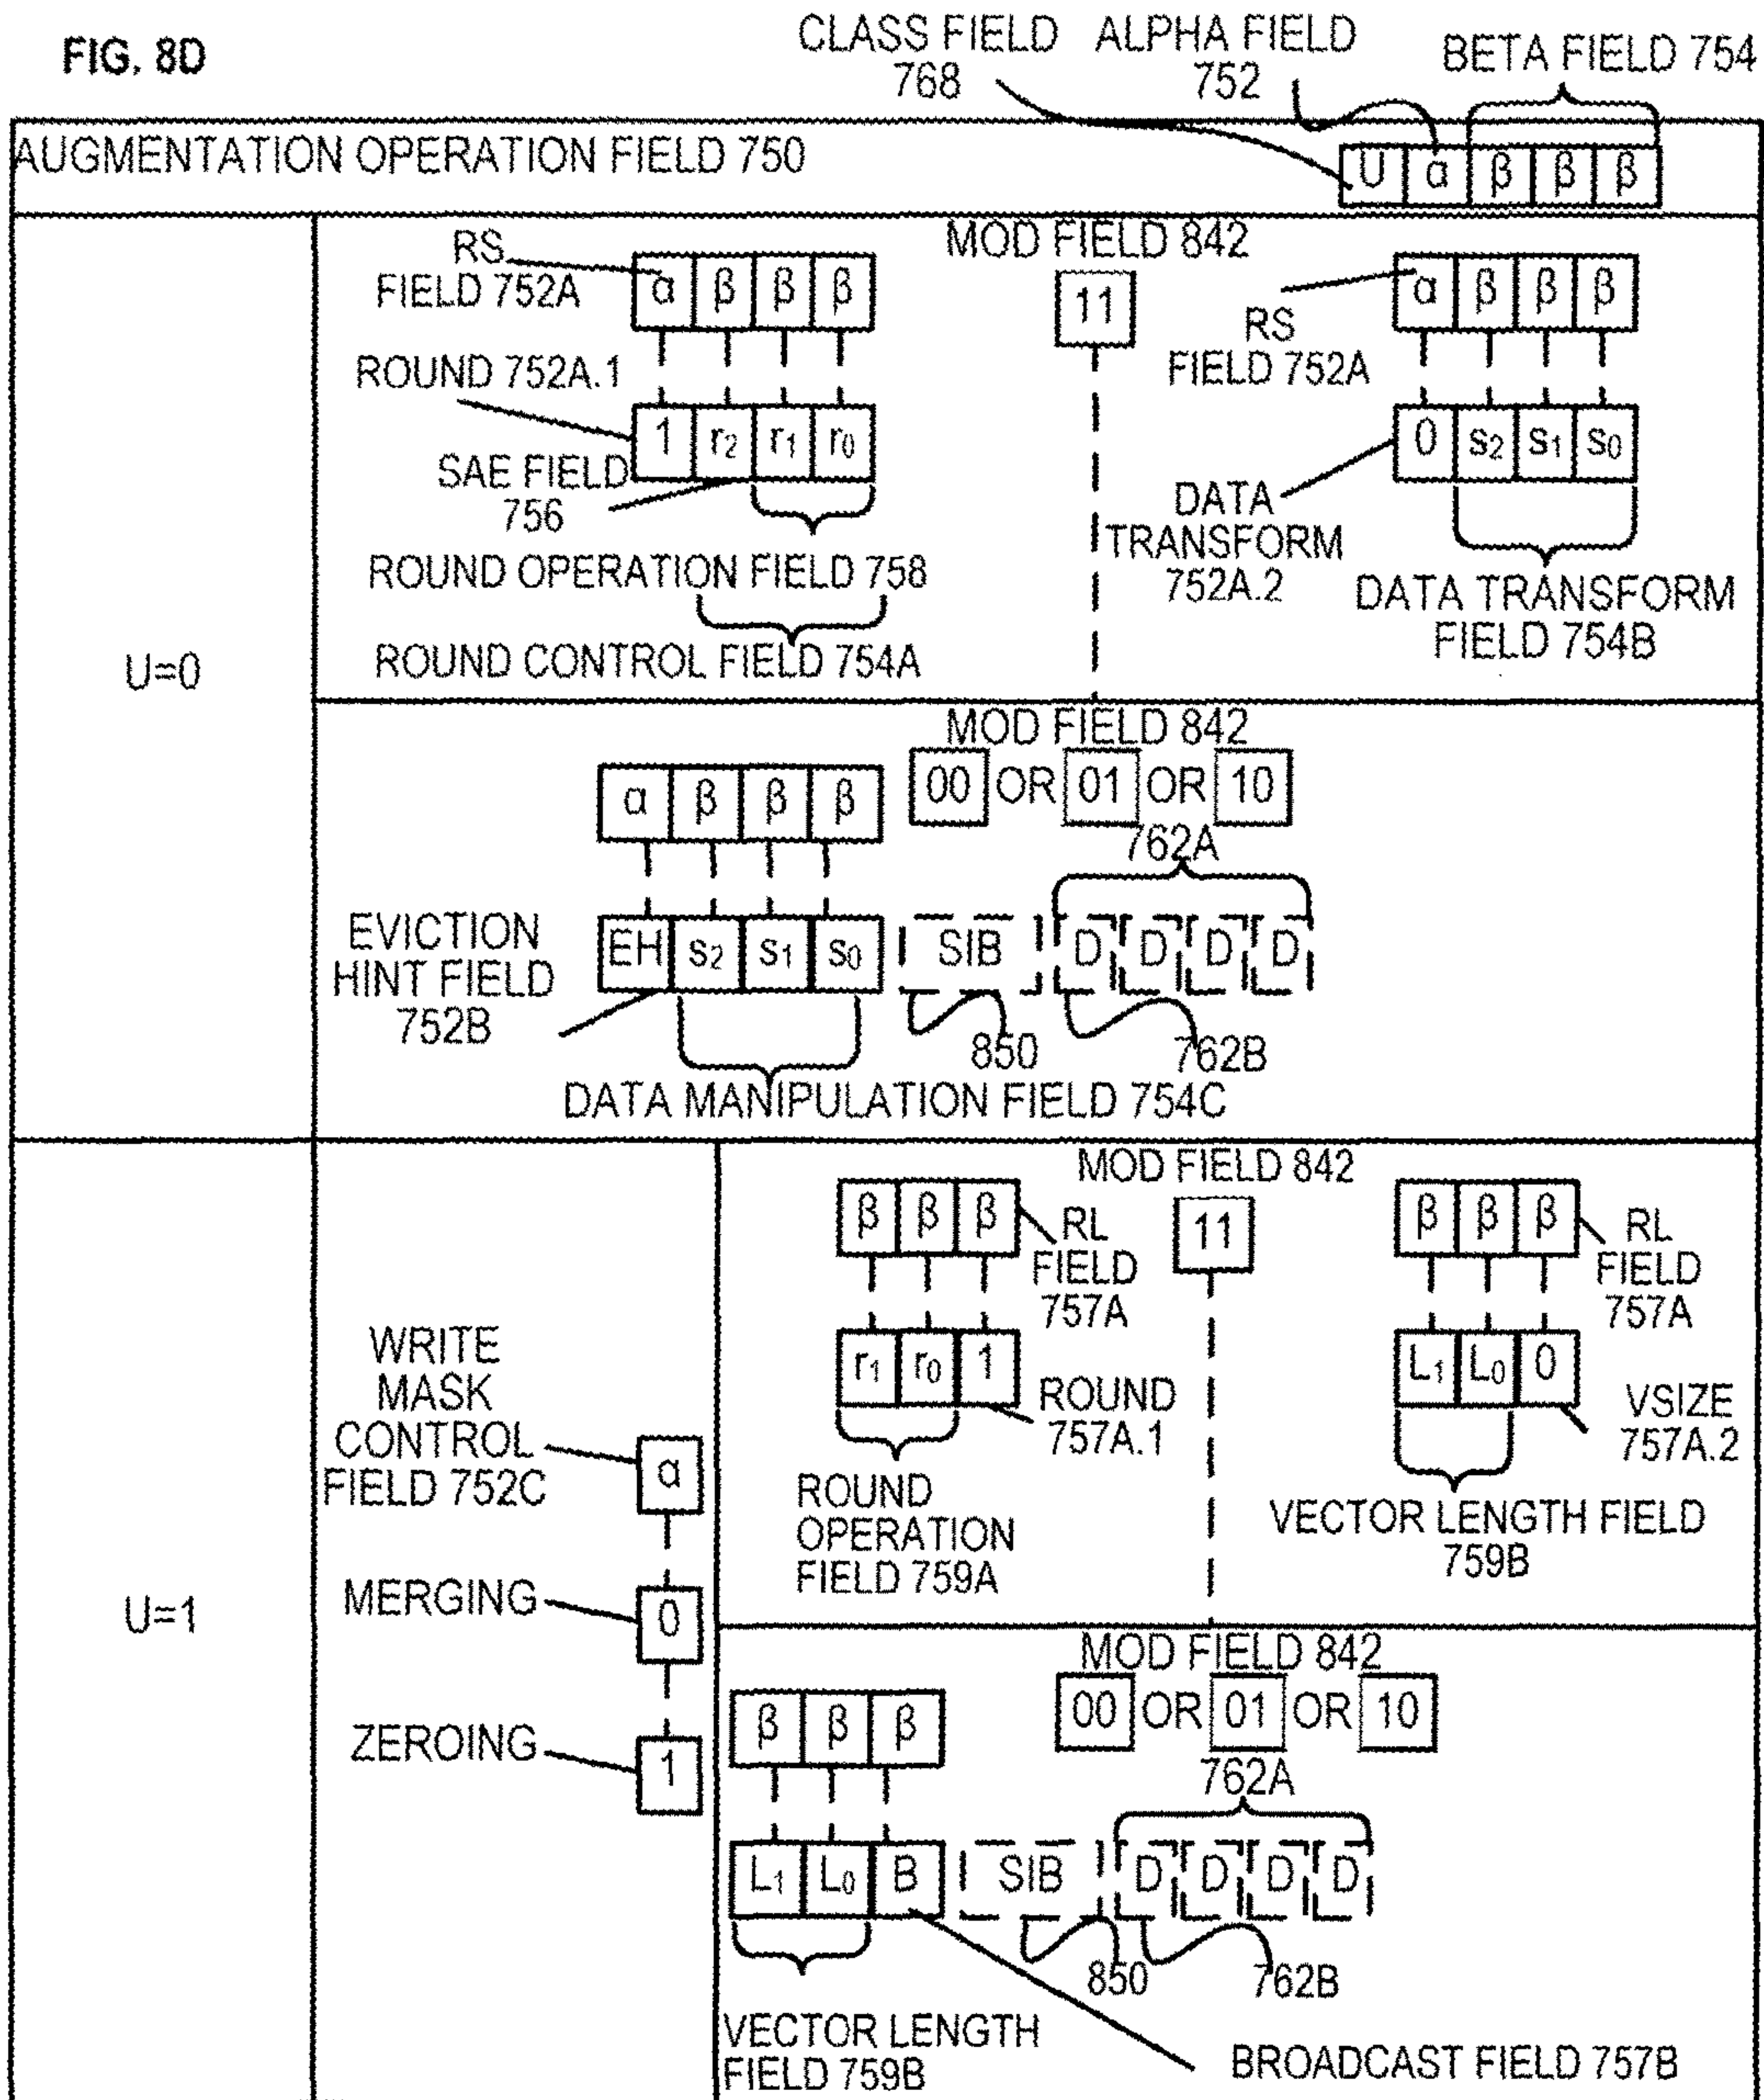 FIG. 8D
CLASS FIELD
768
ALPHA FIELD
752
BETA FIELD 754
AUGMENTATION OPERATION FIELD 750
U α β β β
U=0
MOD FIELD 842
11
RS
FIELD 752A
α β β β
ROUND 752A.1
1 r2 r1 r0
SAE FIELD
756
ROUND OPERATION FIELD 758
ROUND CONTROL FIELD 754A
α β β β
RS
FIELD 752A
0 s2 s1 s0
DATA
TRANSFORM
752A.2
DATA TRANSFORM
FIELD 754B
MOD FIELD 842
00 OR 01 OR 10
α β β β
762A
EVICTION
HINT FIELD
752B
EH s2 s1 s0 SIB D D D D
850
762B
DATA MANIPULATION FIELD 754C
U=1
WRITE
MASK
CONTROL
FIELD 752C
α
MERGING
0
ZEROING
1
MOD FIELD 842
11
β β β
RL
FIELD
757A
r1 r0 1
ROUND
757A.1
ROUND
OPERATION
FIELD 759A
β β β
RL
FIELD
757A
L1 L0 0
VSIZE
757A.2
VECTOR LENGTH FIELD
759B
MOD FIELD 842
00 OR 01 OR 10
β β β
762A
L1 L0 B SIB D D D D
850
762B
VECTOR LENGTH
FIELD 759B
BROADCAST FIELD 757B